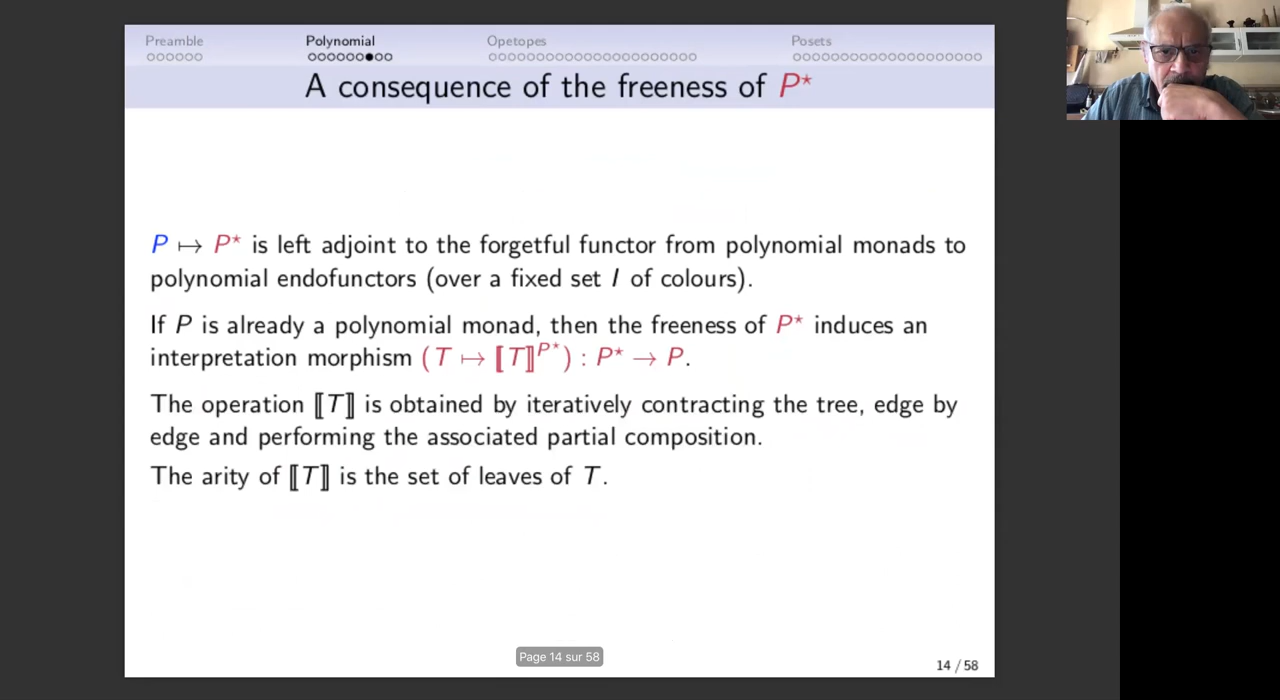 Preamble Polynomial Opetopes Posets
A consequence of the freeness of P⋆
P ↦ P⋆ is left adjoint to the forgetful functor from polynomial monads to
polynomial endofunctors (over a fixed set I of colours).
If P is already a polynomial monad, then the freeness of P⋆ induces an
interpretation morphism (T ↦ ⟦T⟧^{P⋆}) : P⋆ → P.
The operation ⟦T⟧ is obtained by iteratively contracting the tree, edge by
edge and performing the associated partial composition.
The arity of ⟦T⟧ is the set of leaves of T.
Page 14 sur 58
14 / 58